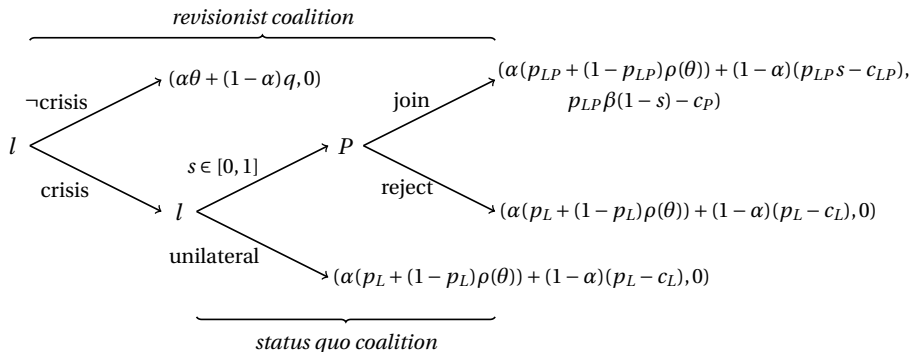 revisionist coalition
(αθ + (1 − α)q, 0)
(α(p_{LP} + (1 − p_{LP})ρ(θ)) + (1 − α)(p_{LP}s − c_{LP}),
p_{LP}β(1 − s) − c_P)
¬crisis
join
l
s ∈ [0, 1]
P
crisis
reject
l
(α(p_L + (1 − p_L)ρ(θ)) + (1 − α)(p_L − c_L), 0)
unilateral
(α(p_L + (1 − p_L)ρ(θ)) + (1 − α)(p_L − c_L), 0)
status quo coalition